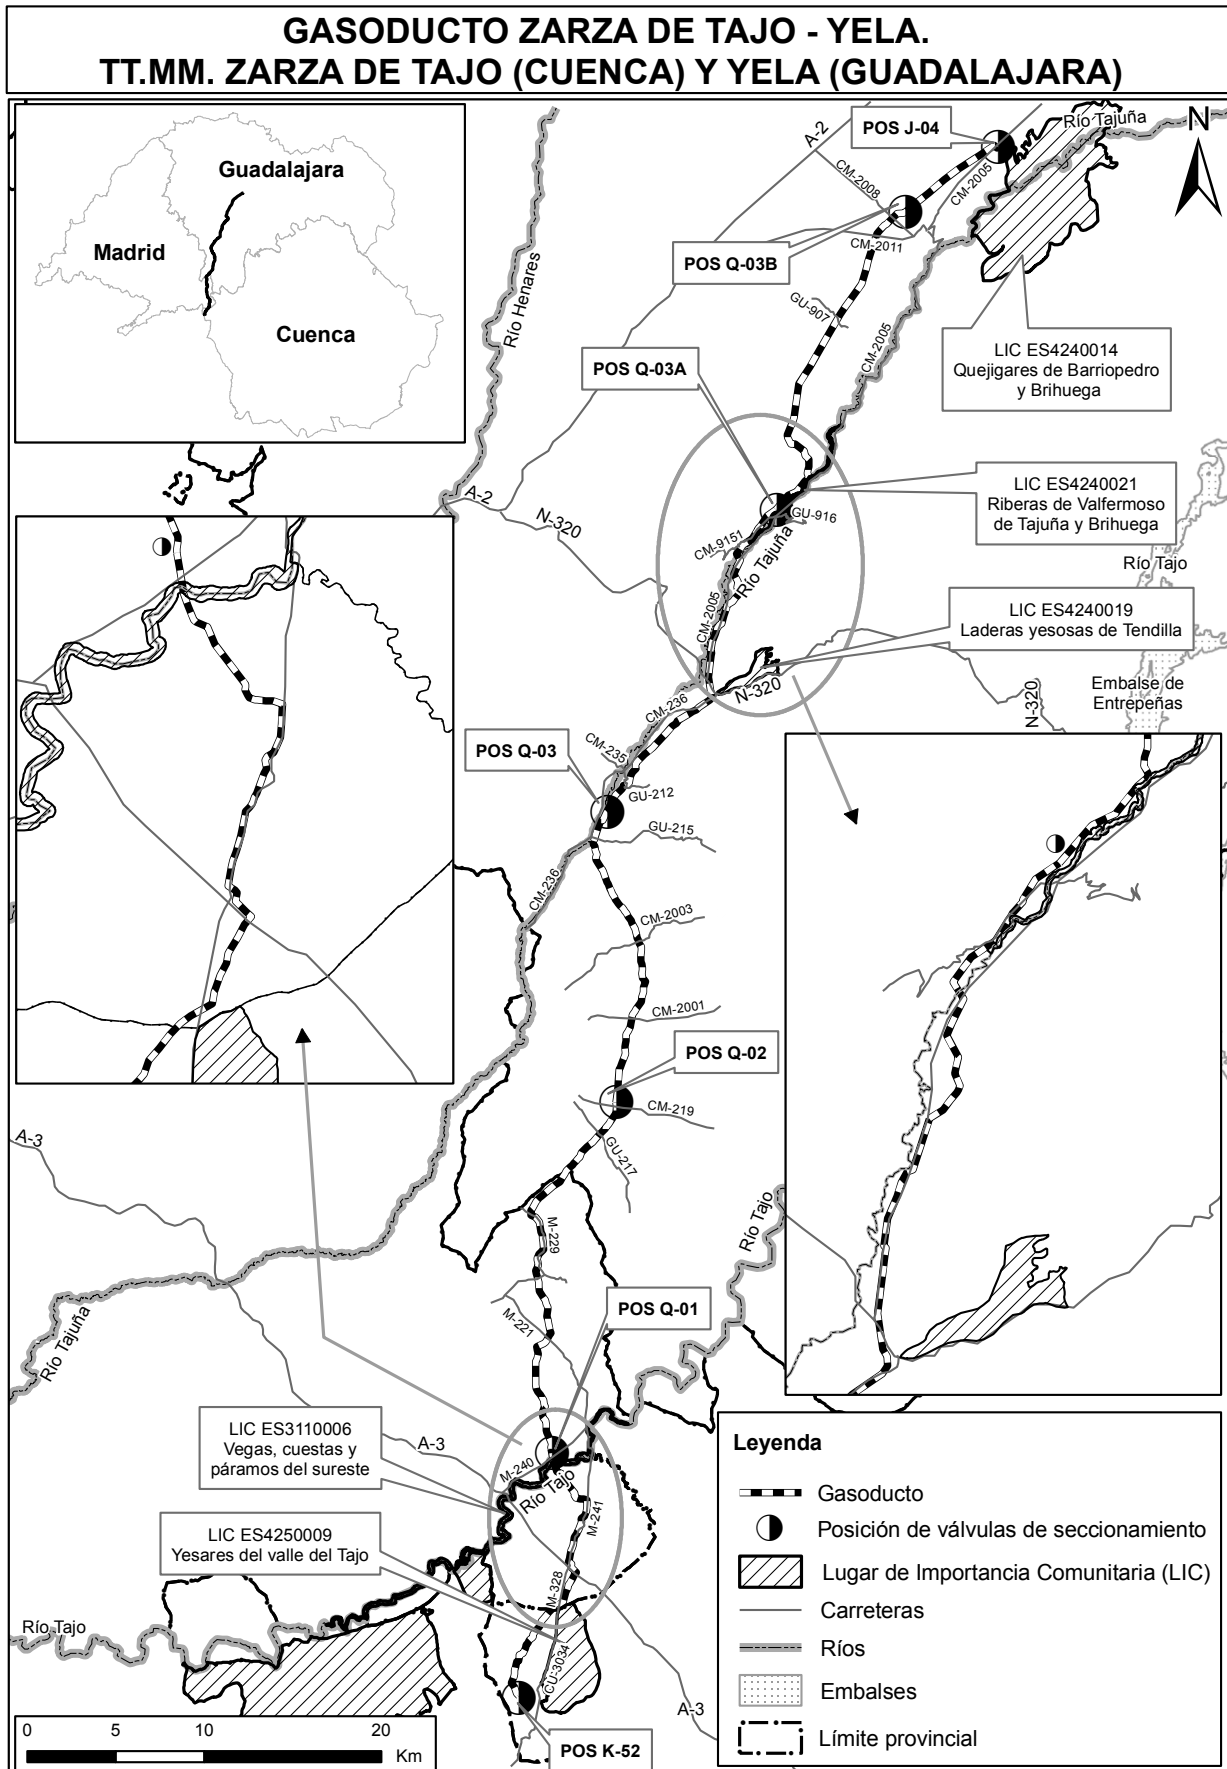 GASODUCTO ZARZA DE TAJO - YELA.
TT.MM. ZARZA DE TAJO (CUENCA) Y YELA (GUADALAJARA)
Guadalajara
Madrid
Cuenca
POS J-04
Río Tajuña
N
A-2
CM-2008
CM-2005
POS Q-03B
CM-2011
Río Henares
GU-907
CM-2005
LIC ES4240014
Quejigares de Barriopedro
y Brihuega
POS Q-03A
A-2
N-320
LIC ES4240021
Riberas de Valfermoso
de Tajuña y Brihuega
GU-916
CM-9151
Río Tajuña
Río Tajo
CM-2005
LIC ES4240019
Laderas yesosas de Tendilla
N-320
Embalse de
Entrepeñas
N-320
CM-236
POS Q-03
CM-235
GU-212
GU-215
CM-236
CM-2003
CM-2001
POS Q-02
CM-219
GU-217
A-3
M-229
Río Tajo
POS Q-01
M-221
Río Tajuña
LIC ES3110006
Vegas, cuestas y
páramos del sureste
A-3
M-240
Río Tajo
M-241
LIC ES4250009
Yesares del valle del Tajo
M-328
Río Tajo
CU-3034
A-3
POS K-52
0 5 10 20
Km
Leyenda
Gasoducto
Posición de válvulas de seccionamiento
Lugar de Importancia Comunitaria (LIC)
Carreteras
Ríos
Embalses
Límite provincial